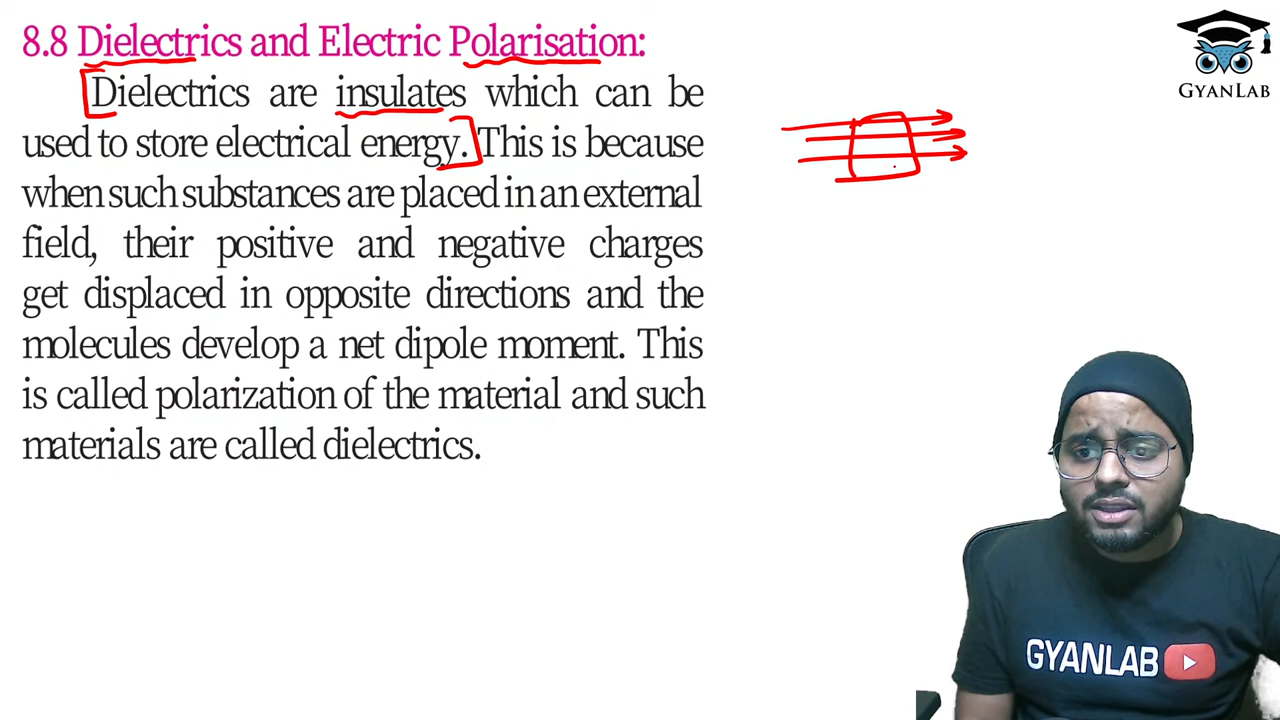 8.8 Dielectrics and Electric Polarisation:
Dielectrics are insulates which can be
used to store electrical energy. This is because
when such substances are placed in an external
field, their positive and negative charges
get displaced in opposite directions and the
molecules develop a net dipole moment. This
is called polarization of the material and such
materials are called dielectrics.
GYANLAB
GYANLAB